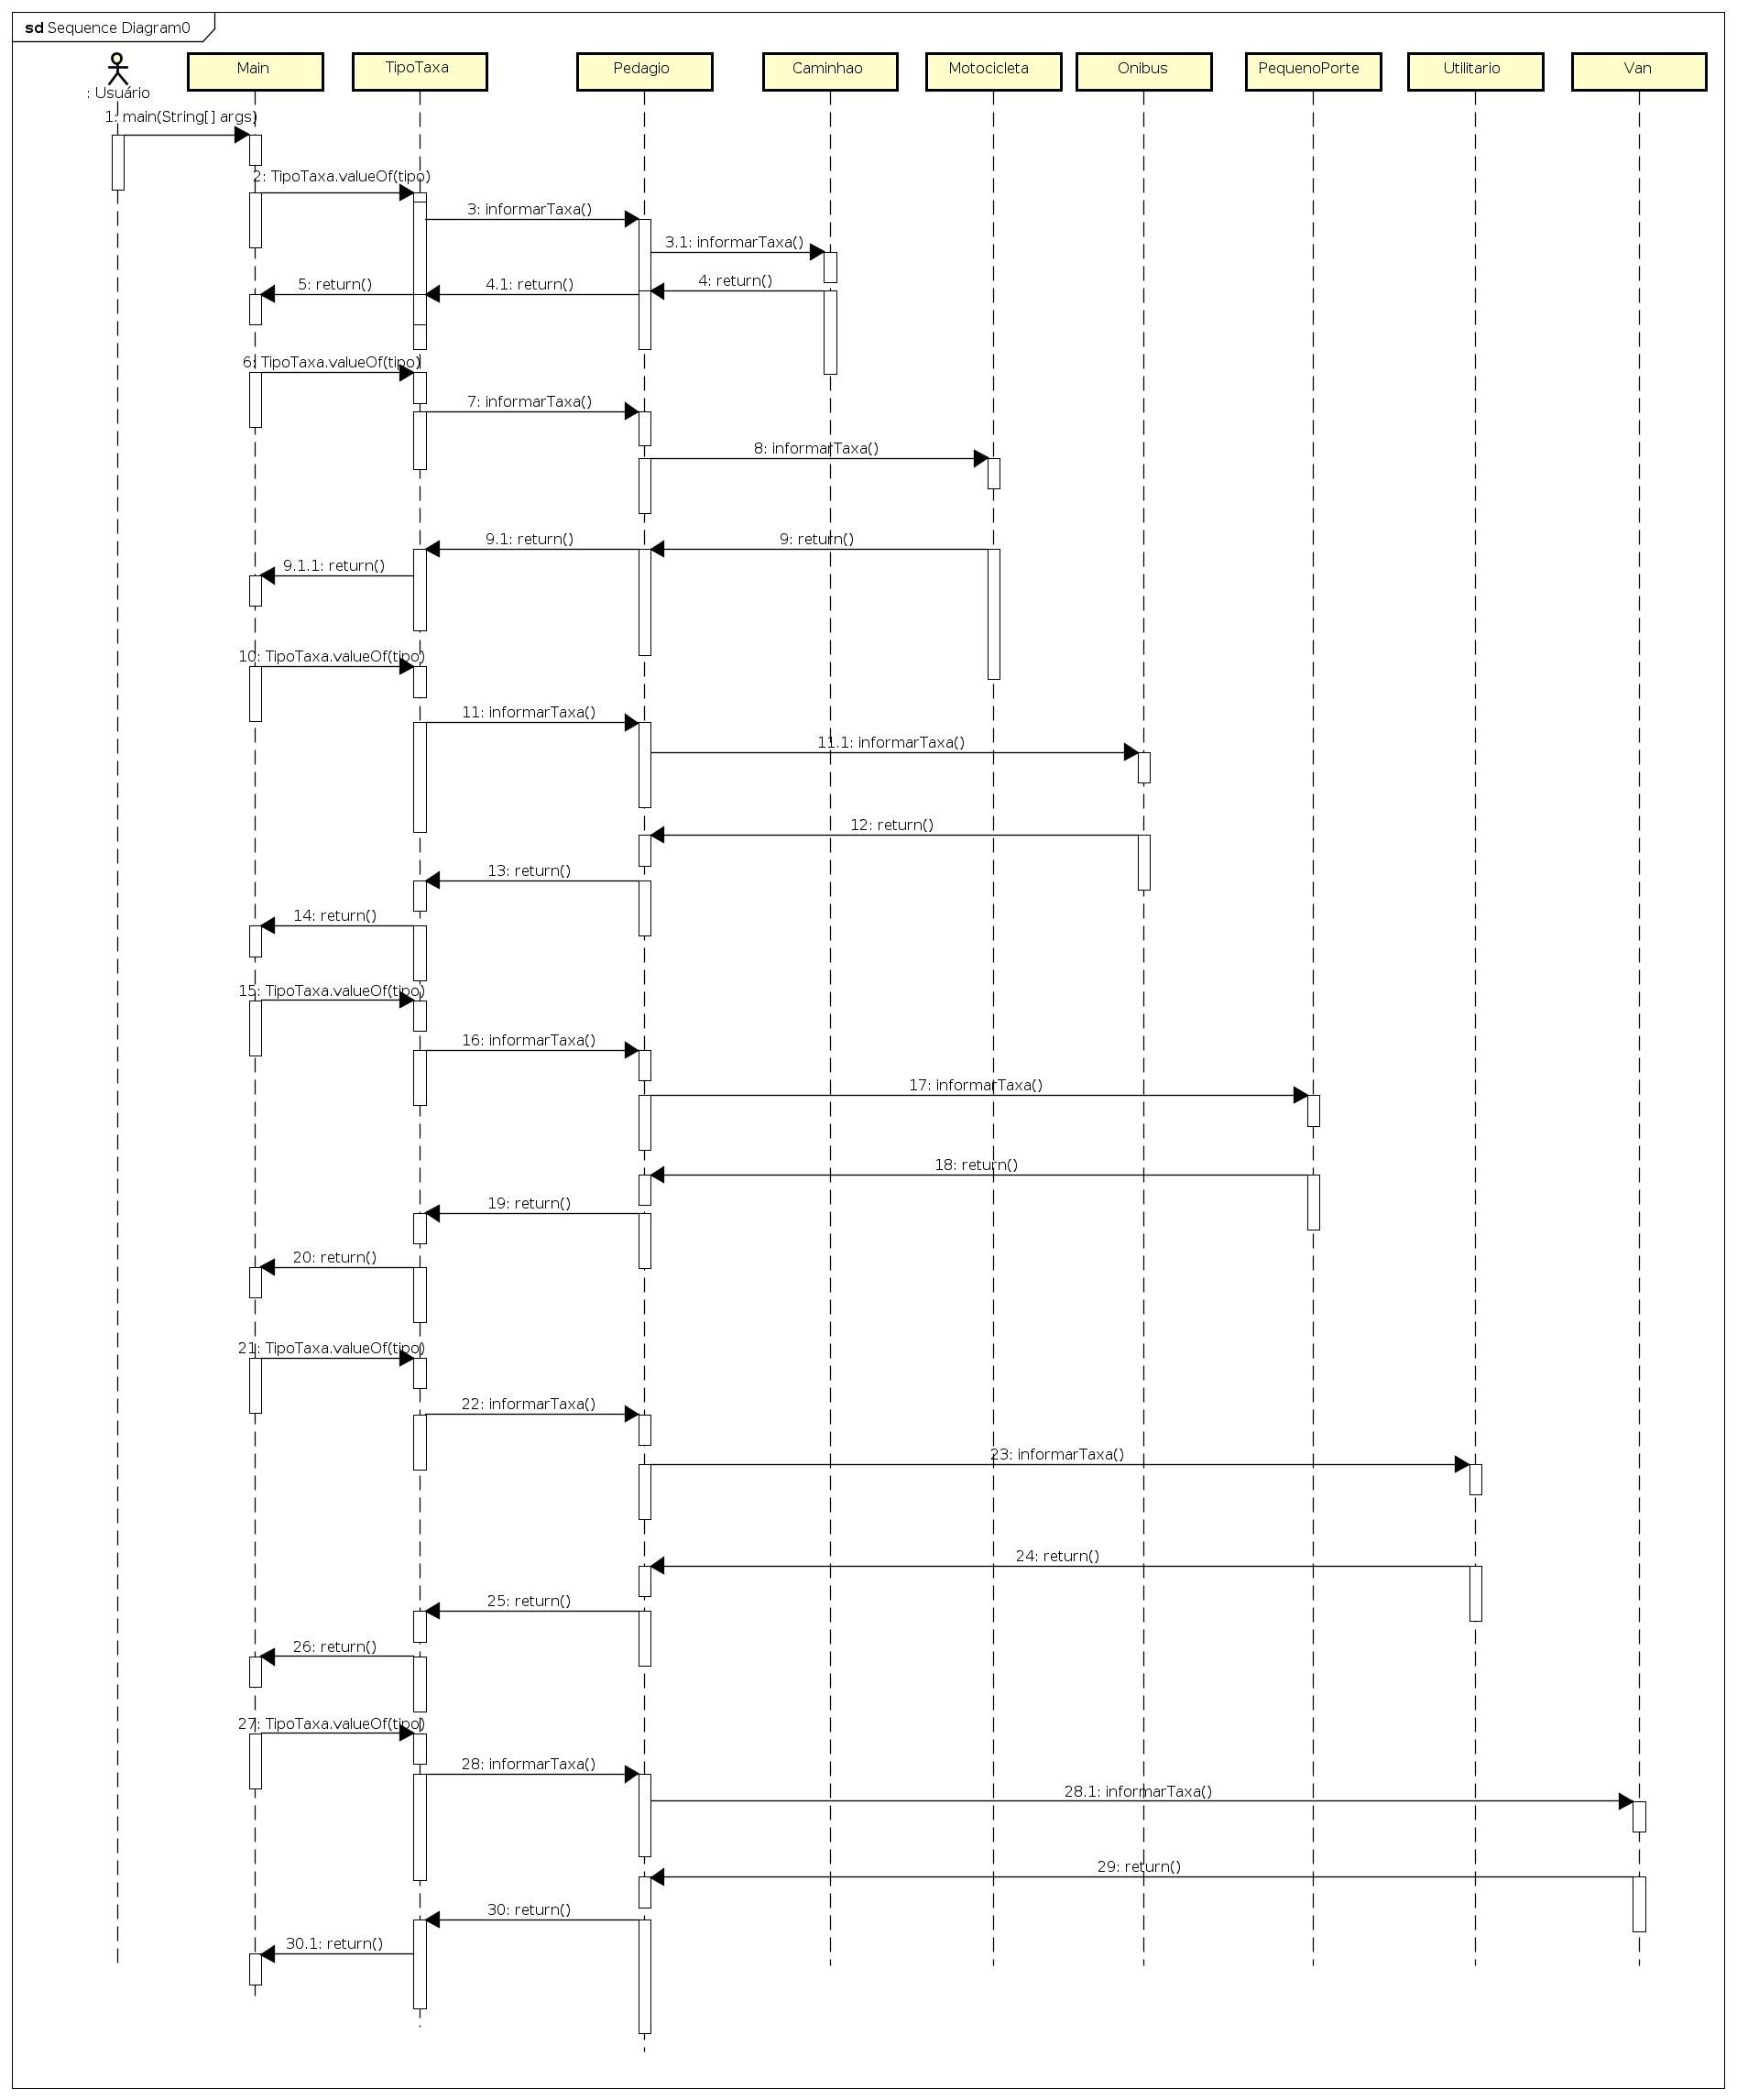 sd Sequence Diagram0
: Usuário
Main
TipoTaxa
Pedagio
Caminhao
Motocicleta
Onibus
PequenoPorte
Utilitario
Van
1: main(String[] args)
2: TipoTaxa.valueOf(tipo)
3: informarTaxa()
3.1: informarTaxa()
4: return()
4.1: return()
5: return()
6: TipoTaxa.valueOf(tipo)
7: informarTaxa()
8: informarTaxa()
9: return()
9.1: return()
9.1.1: return()
10: TipoTaxa.valueOf(tipo)
11: informarTaxa()
11.1: informarTaxa()
12: return()
13: return()
14: return()
15: TipoTaxa.valueOf(tipo)
16: informarTaxa()
17: informarTaxa()
18: return()
19: return()
20: return()
21: TipoTaxa.valueOf(tipo)
22: informarTaxa()
23: informarTaxa()
24: return()
25: return()
26: return()
27: TipoTaxa.valueOf(tipo)
28: informarTaxa()
28.1: informarTaxa()
29: return()
30: return()
30.1: return()